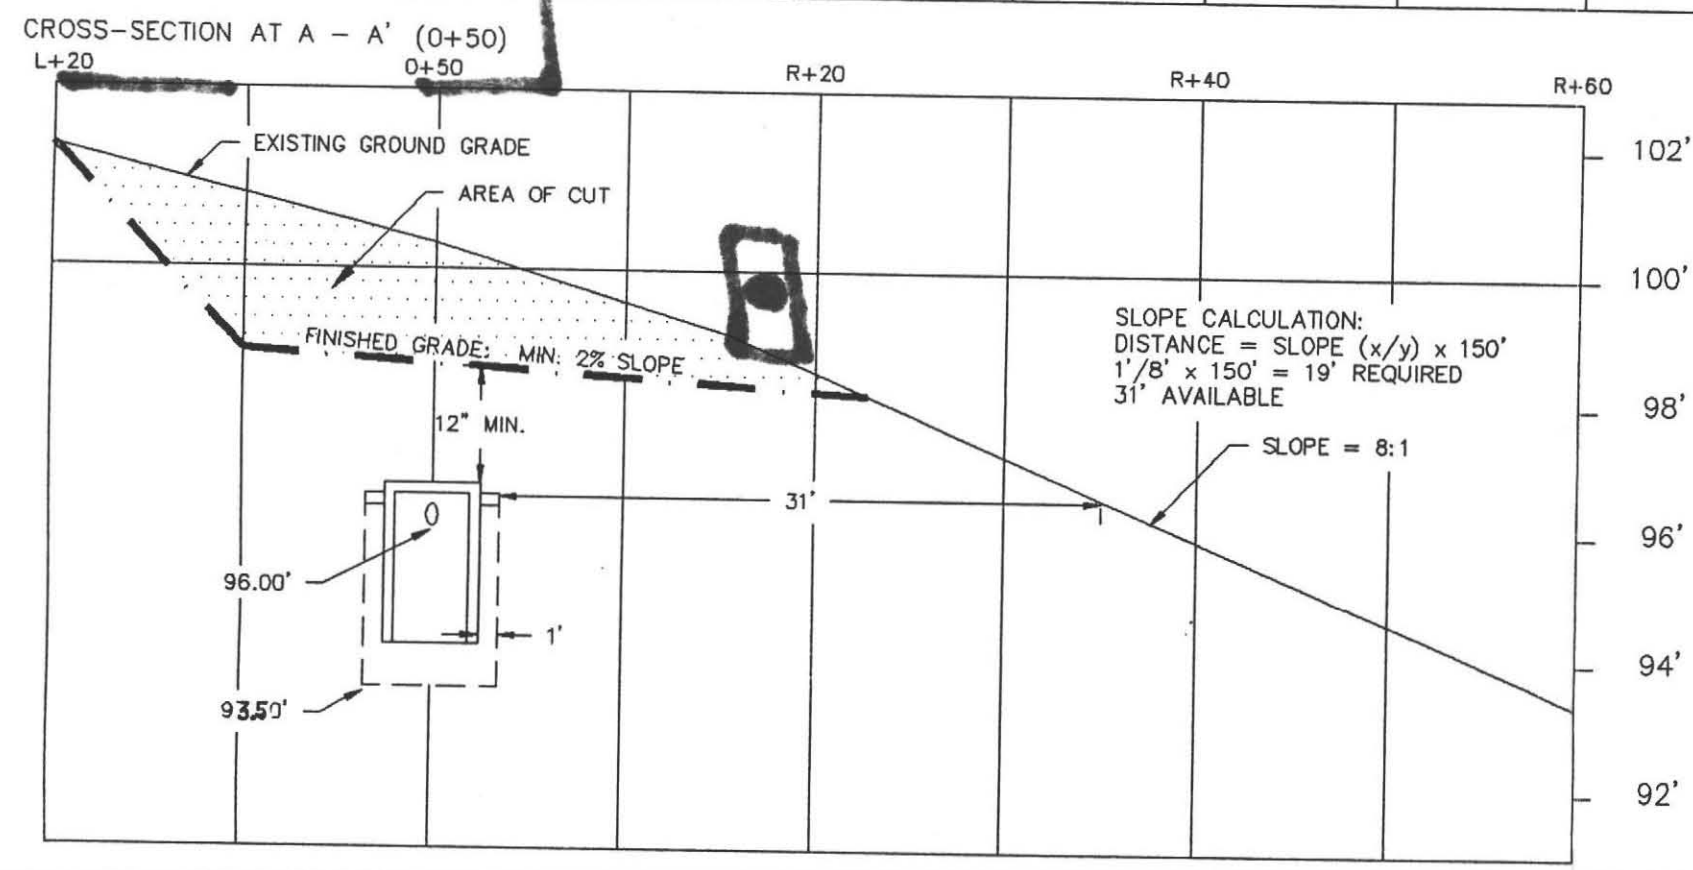 CROSS-SECTION AT A - A' (0+50)
L+20 0+50 R+20 R+40 R+60
EXISTING GROUND GRADE
102'
AREA OF CUT
100'
SLOPE CALCULATION:
DISTANCE = SLOPE (x/y) x 150'
1'/8' x 150' = 19' REQUIRED
31' AVAILABLE
FINISHED GRADE: MIN. 2% SLOPE
98'
12" MIN.
SLOPE = 8:1
31'
96'
96.00'
1'
94'
93.50'
92'